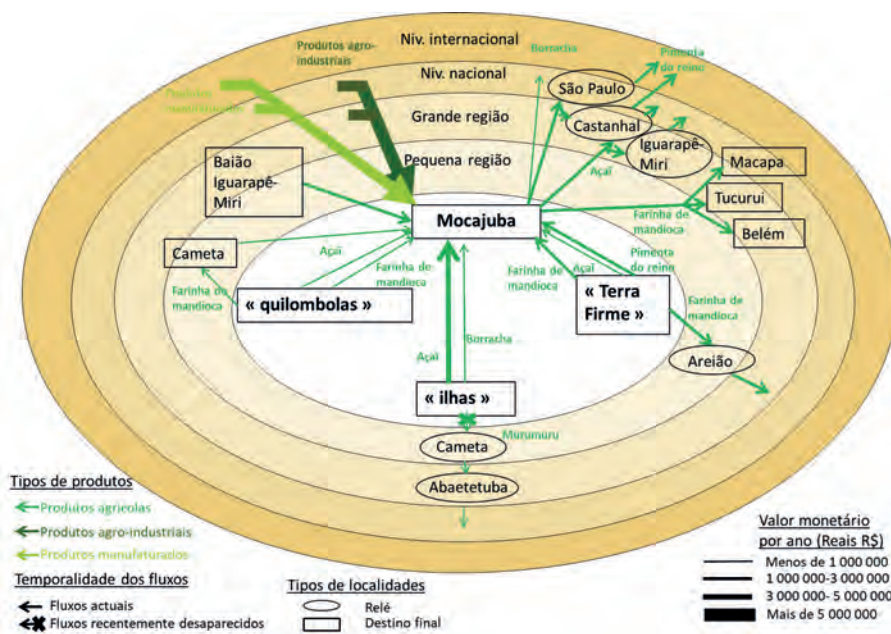 Niv. internacional
Niv. nacional
Grande região
Pequena região
Produtos agro-
industriais
Produtos
manufaturados
Borracha
Pimenta
do reino
São Paulo
Castanhal
Iguarapê-
Miri
Açaí
Macapa
Tucurui
Belém
Farinha de
mandioca
Baião
Iguarapê-
Miri
Mocajuba
Cameta
Açaí
Farinha de
mandioca
Farinha de
mandioca
« quilombolas »
Farinha de
mandioca
Açaí
Pimenta
do reino
« Terra
Firme »
Farinha de
mandioca
Areião
Açaí
Borracha
« ilhas »
Murumuru
Cameta
Abaetetuba
Tipos de produtos
Produtos agricolas
Produtos agro-industriais
Produtos manufaturados
Temporalidade dos fluxos
Fluxos actuais
Fluxos recentemente desaparecidos
Tipos de localidades
Relé
Destino final
Valor monetário
por ano (Reais R$)
Menos de 1 000 000
1 000 000-3 000 000
3 000 000- 5 000 000
Mais de 5 000 000